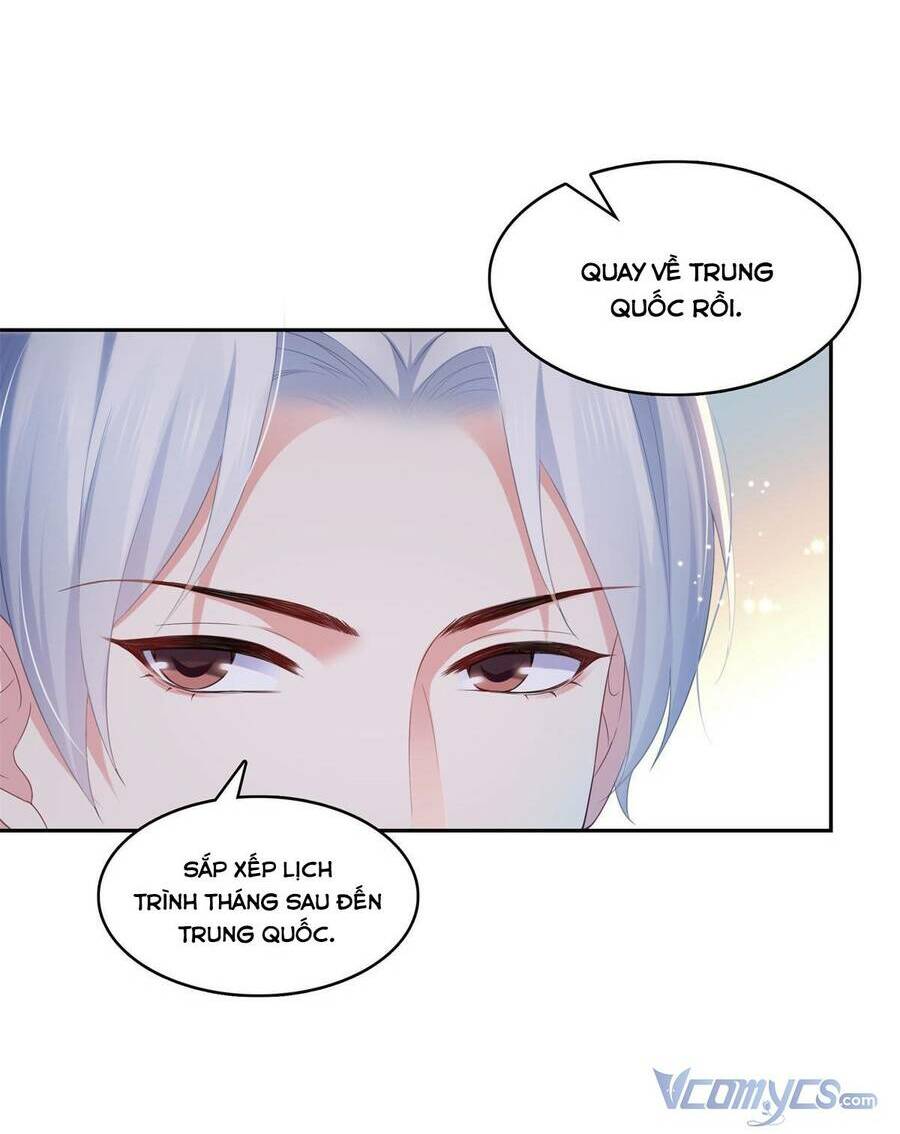 QUAY VỀ TRUNG
QUỐC RỒI.
SẮP XẾP LỊCH
TRÌNH THÁNG SAU ĐẾN
TRUNG QUỐC.
VCOMYCS.com